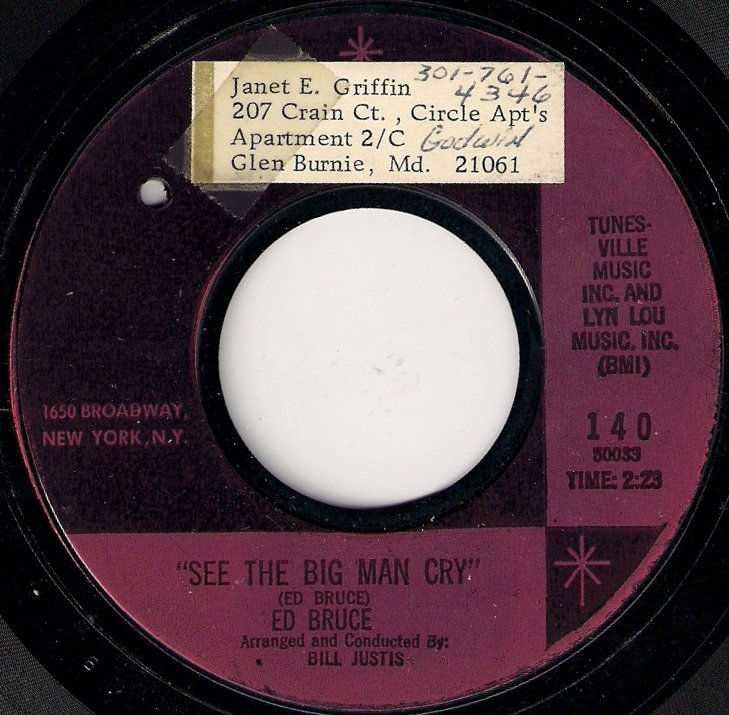 Janet E. Griffin 301-761-
207 Crain Ct. , Circle Apt's 4346
Apartment 2/C Godwin
Glen Burnie, Md. 21061
TUNES-
VILLE
MUSIC
INC. AND
LYN LOU
MUSIC, INC.
(BMI)
1650 BROADWAY,
NEW YORK, N.Y.
140
50033
TIME: 2:23
"SEE THE BIG MAN CRY"
(ED BRUCE)
ED BRUCE
Arranged and Conducted By:
BILL JUSTIS